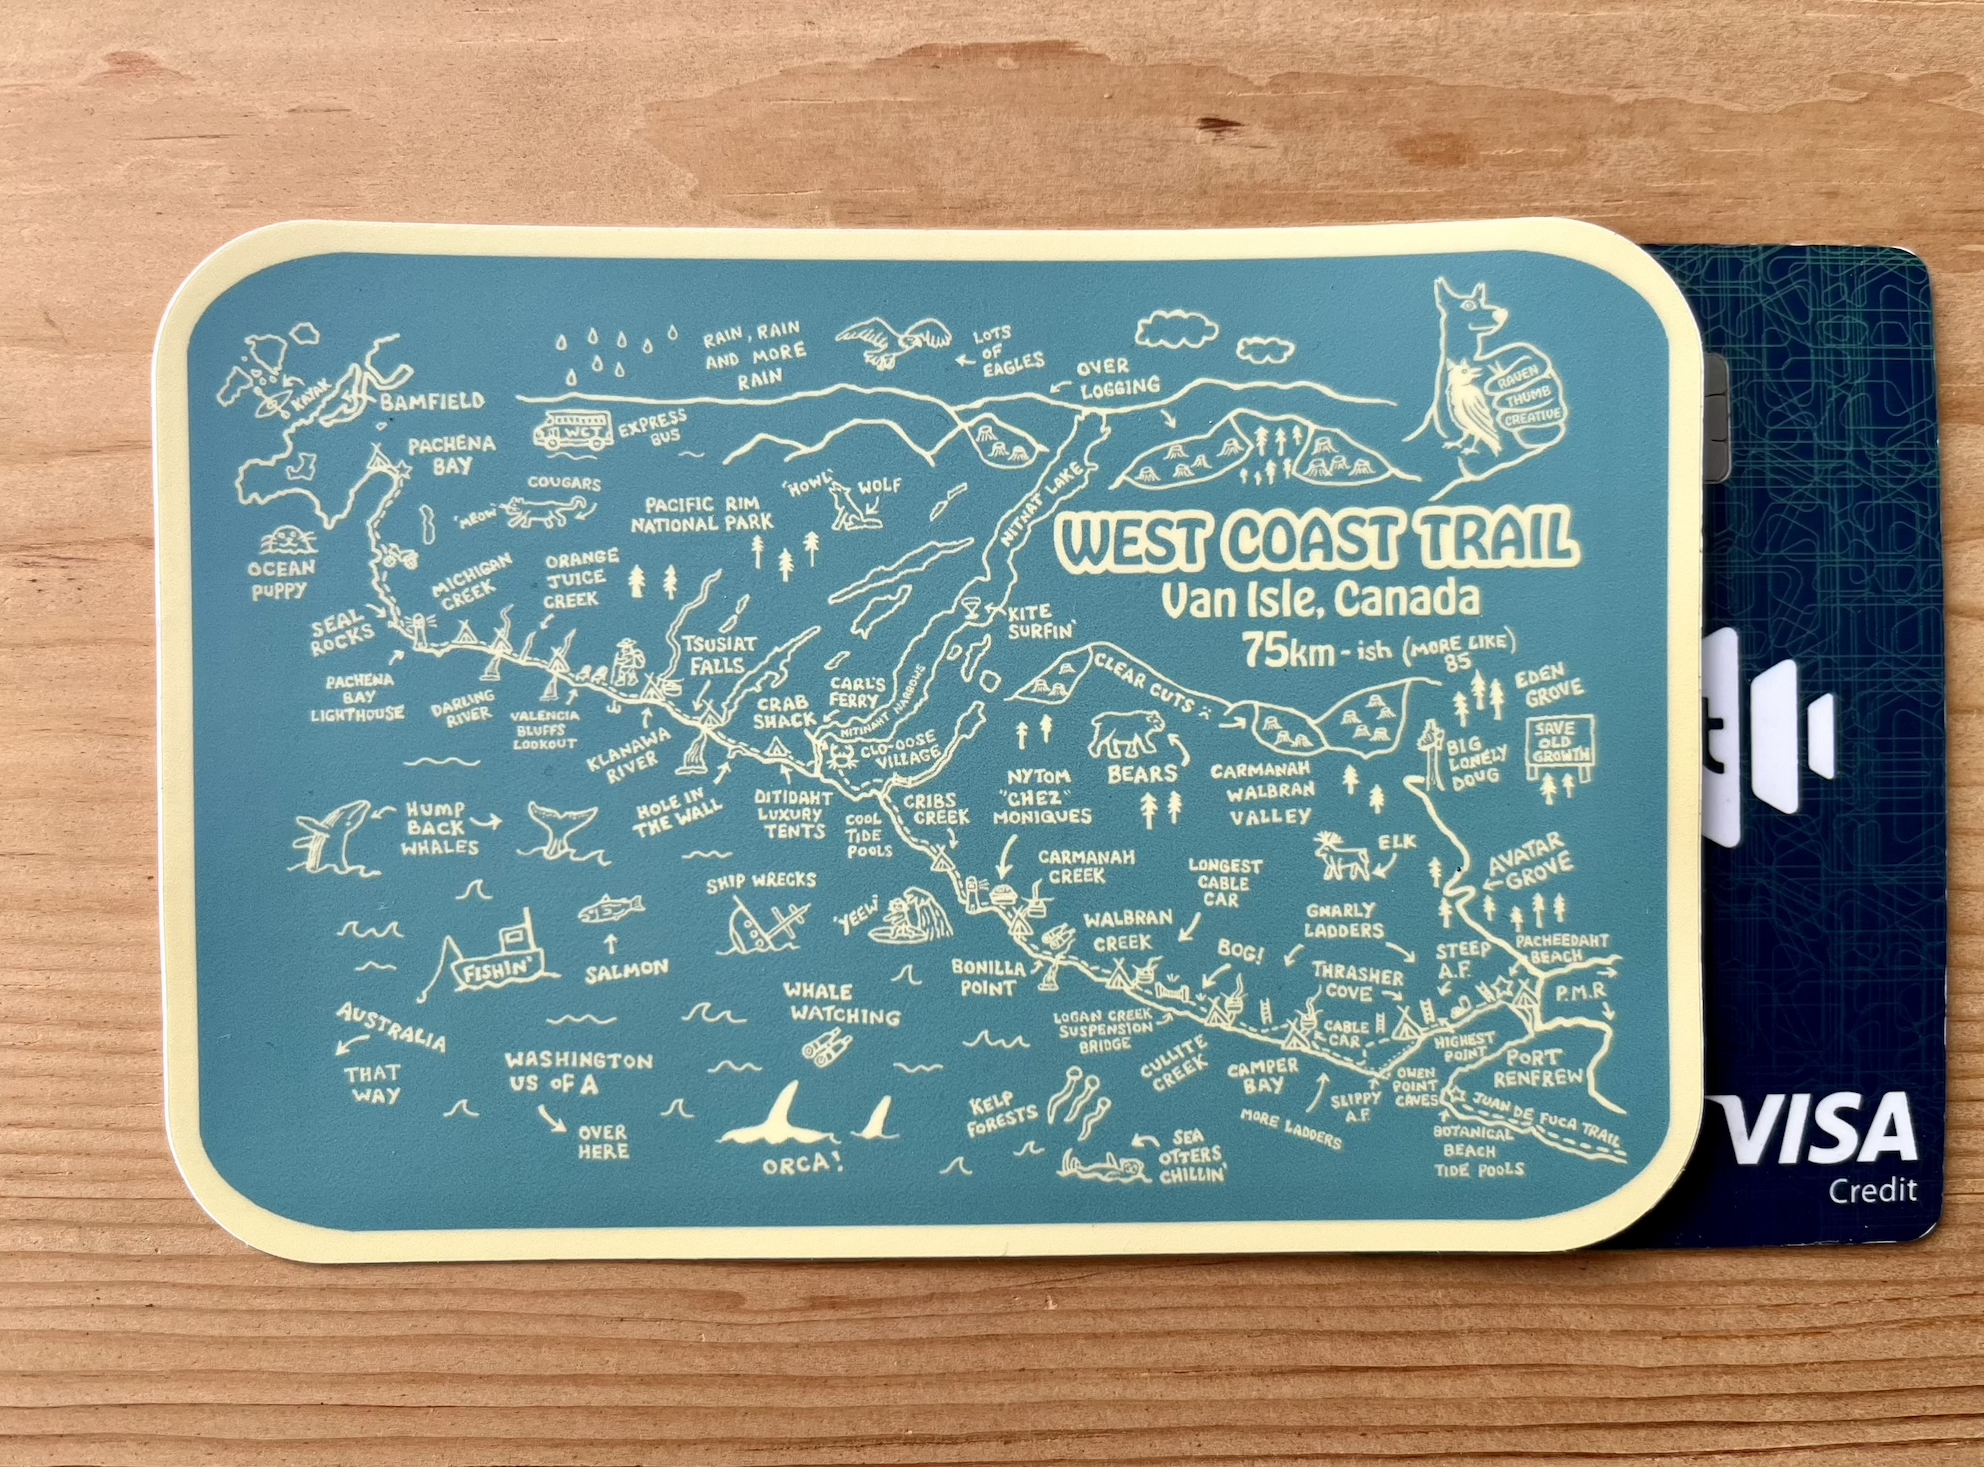 RAIN, RAIN
AND MORE
RAIN
LOTS
OF
EAGLES
OVER
LOGGING
RAVEN
THUMB
CREATIVE
KAYAK
BAMFIELD
WCT
EXPRESS
BUS
PACHENA
BAY
COUGARS
"MEOW"
PACIFIC RIM
NATIONAL PARK
"HOWL"
WOLF
NITNAT LAKE
WEST COAST TRAIL
Van Isle, Canada
75km-ish (MORE LIKE)
85
OCEAN
PUPPY
MICHIGAN
CREEK
ORANGE
JUICE
CREEK
KITE
SURFIN'
SEAL
ROCKS
TSUSIAT
FALLS
CLEAR CUTS
EDEN
GROVE
PACHENA
BAY
LIGHTHOUSE
DARLING
RIVER
VALENCIA
BLUFFS
LOOKOUT
KLANAWA
RIVER
CRAB
SHACK
CARL'S
FERRY
NITINAHT NARROWS
CLO-OOSE
VILLAGE
BEARS
CARMANAH
WALBRAN
VALLEY
BIG
LONELY
DOUG
SAVE
OLD
GROWTH
HUMP
BACK
WHALES
HOLE IN
THE WALL
DITIDAHT
LUXURY
TENTS
COOL
TIDE
POOLS
CRIBS
CREEK
NYTOM
"CHEZ"
MONIQUES
CARMANAH
CREEK
LONGEST
CABLE
CAR
ELK
AVATAR
GROVE
SHIP WRECKS
"YEEW"
FISHIN'
SALMON
WALBRAN
CREEK
BOG!
GNARLY
LADDERS
STEEP
A.F.
PACHEEDAHT
BEACH
P.M.R
BONILLA
POINT
THRASHER
COVE
WHALE
WATCHING
LOGAN CREEK
SUSPENSION
BRIDGE
CABLE
CAR
HIGHEST
POINT
PORT
RENFREW
AUSTRALIA
THAT
WAY
WASHINGTON
US OF A
OVER
HERE
CULLITE
CREEK
CAMPER
BAY
MORE LADDERS
SLIPPY
A.F.
OWEN
POINT
CAVES
JUAN DE FUCA TRAIL
BOTANICAL
BEACH
TIDE POOLS
ORCA!
KELP
FORESTS
SEA
OTTERS
CHILLIN'
VISA
Credit